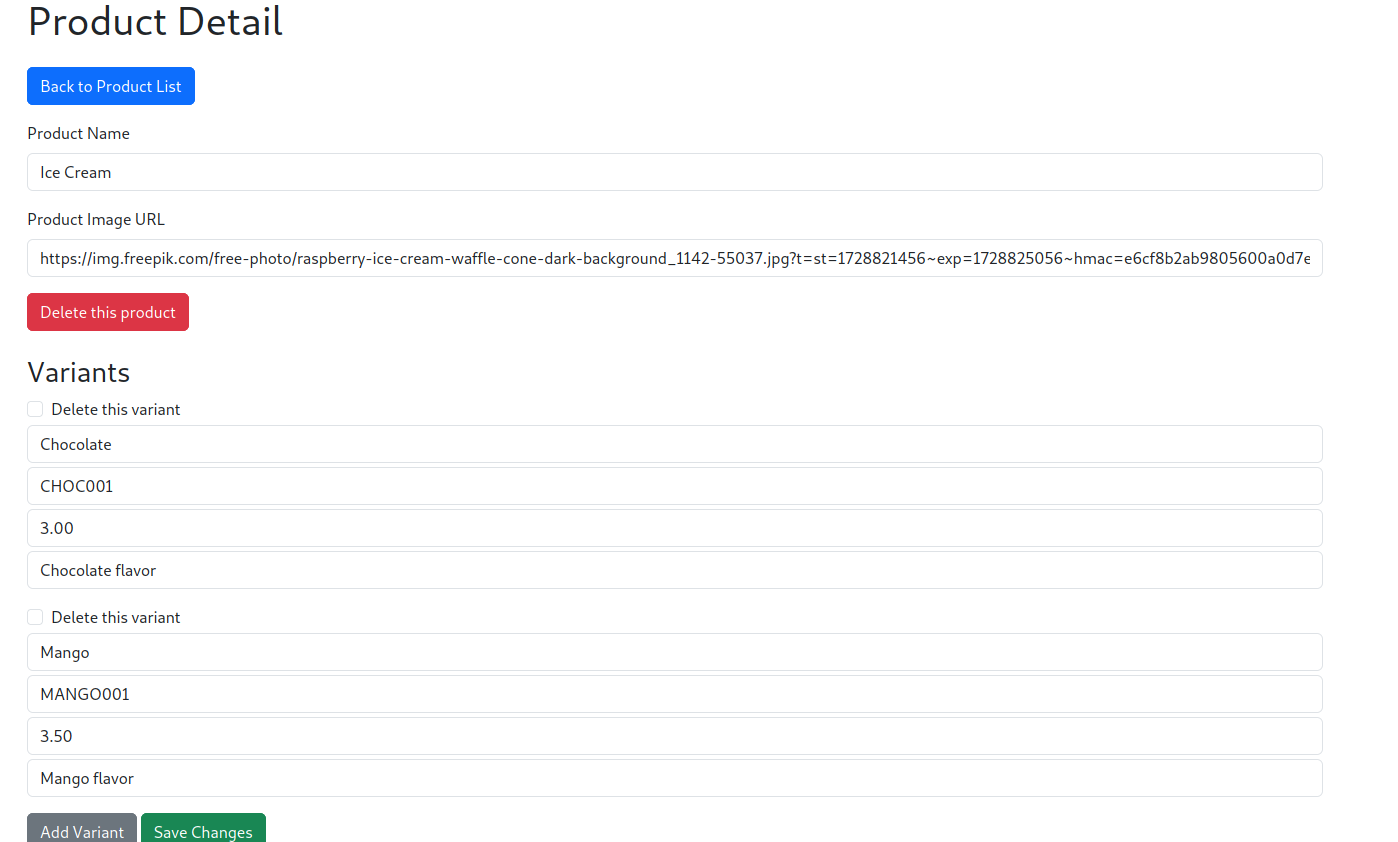 Product Detail
Back to Product List
Product Name
Ice Cream
Product Image URL
https://img.freepik.com/free-photo/raspberry-ice-cream-waffle-cone-dark-background_1142-55037.jpg?t=st=1728821456~exp=1728825056~hmac=e6cf8b2ab9805600a0d7e
Delete this product
Variants
Delete this variant
Chocolate
CHOC001
3.00
Chocolate flavor
Delete this variant
Mango
MANGO001
3.50
Mango flavor
Add Variant Save Changes